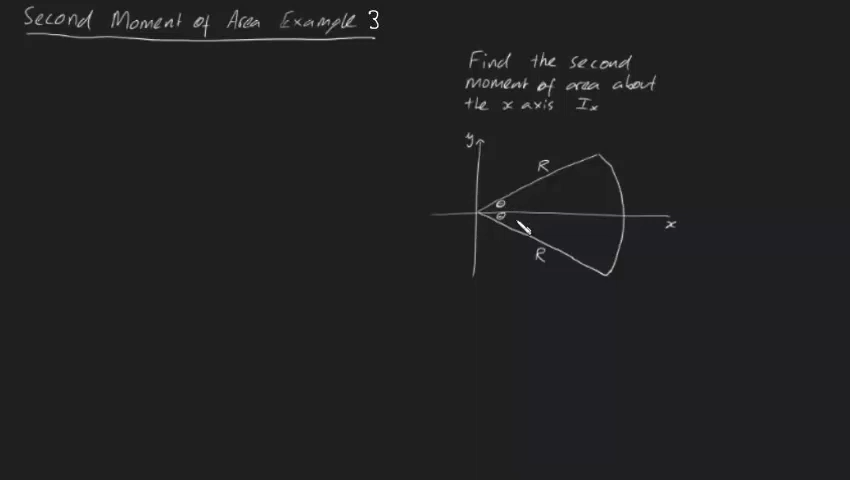 Second Moment of Area Example 3
Find the second
moment of area about
the x axis Ix
y
R
θ
θ
x
R